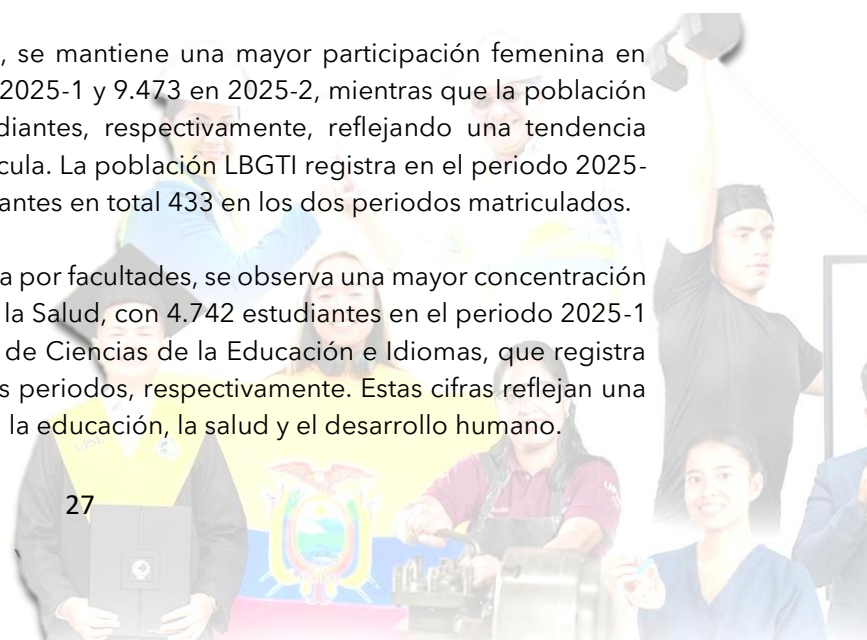 , se mantiene una mayor participación femenina en
2025-1 y 9.473 en 2025-2, mientras que la población
diantes, respectivamente, reflejando una tendencia
cula. La población LBGTI registra en el periodo 2025-
antes en total 433 en los dos periodos matriculados.
a por facultades, se observa una mayor concentración
la Salud, con 4.742 estudiantes en el periodo 2025-1
de Ciencias de la Educación e Idiomas, que registra
s periodos, respectivamente. Estas cifras reflejan una
la educación, la salud y el desarrollo humano.
27